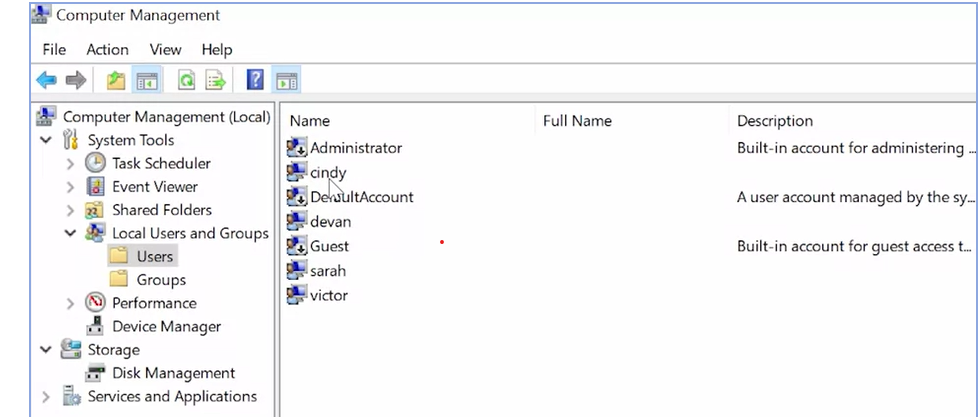 Computer Management
File Action View Help
Computer Management (Local)
System Tools
Task Scheduler
Event Viewer
Shared Folders
Local Users and Groups
Users
Groups
Performance
Device Manager
Storage
Disk Management
Services and Applications
Name Full Name Description
Administrator Built-in account for administering ...
cindy
DefaultAccount A user account managed by the sy...
devan
Guest Built-in account for guest access t...
sarah
victor